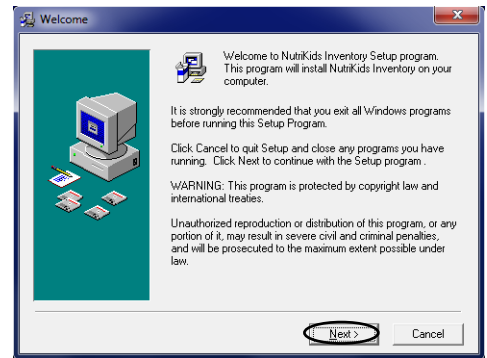 Welcome
Welcome to NutriKids Inventory Setup program.
This program will install NutriKids Inventory on your
computer.
It is strongly recommended that you exit all Windows programs
before running this Setup Program.
Click Cancel to quit Setup and close any programs you have
running. Click Next to continue with the Setup program .
WARNING: This program is protected by copyright law and
international treaties.
Unauthorized reproduction or distribution of this program, or any
portion of it, may result in severe civil and criminal penalties,
and will be prosecuted to the maximum extent possible under
law.
Next >
Cancel